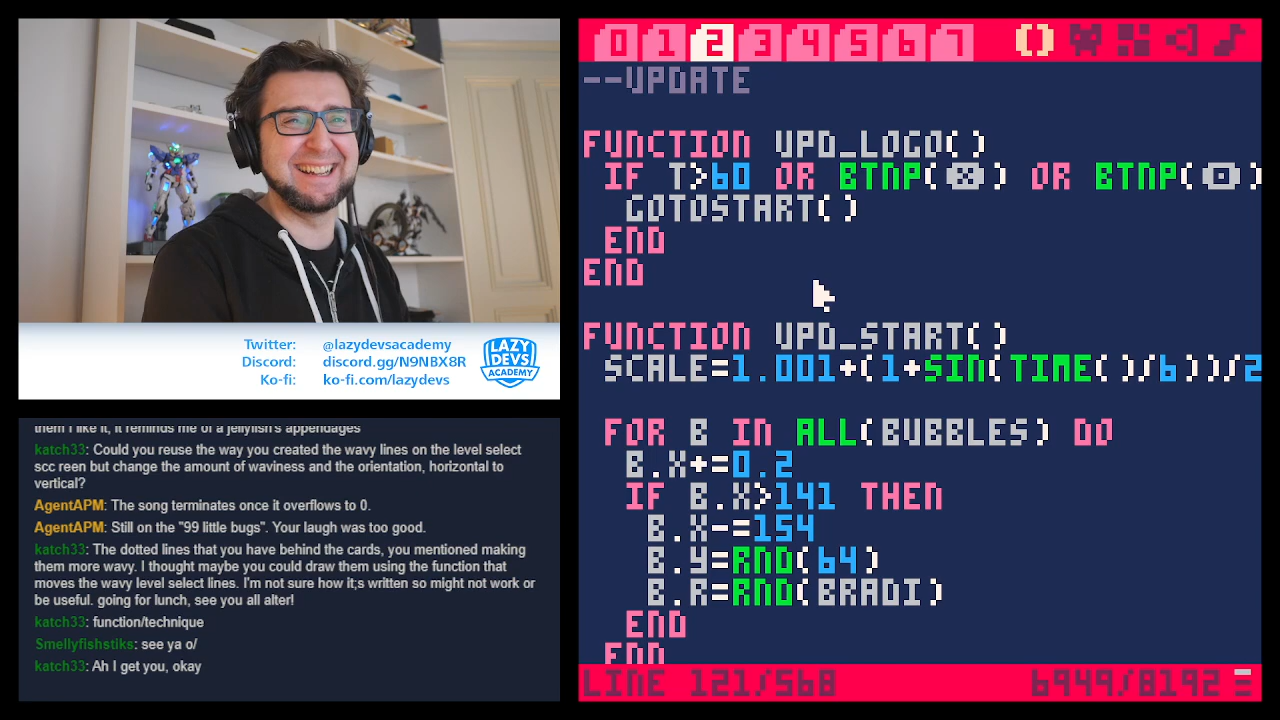 Twitter: @lazydevsacademy
Discord: discord.gg/N9NBX8R
Ko-fi: ko-fi.com/lazydevs
LAZY
DEVS
ACADEMY
them I like it, it reminds me of a jellyfish's appendages
katch33: Could you reuse the way you created the wavy lines on the level select
scc reen but change the amount of waviness and the orientation, horizontal to
vertical?
AgentAPM: The song terminates once it overflows to 0.
AgentAPM: Still on the "99 little bugs". Your laugh was too good.
katch33: The dotted lines that you have behind the cards, you mentioned making
them more wavy. I thought maybe you could draw them using the function that
moves the wavy level select lines. I'm not sure how it;s written so might not work or
be useful. going for lunch, see you all alter!
katch33: function/technique
Smellyfishstiks: see ya o/
katch33: Ah I get you, okay
0 1 2 3 4 5 6 7 ()
--UPDATE
FUNCTION UPD_LOGO()
IF T>60 OR BTNP(🅾) OR BTNP(
GOTOSTART()
END
END
FUNCTION UPD_START()
SCALE=1.001+(1+SIN(TIME()/6))/2
FOR B IN ALL(BUBBLES) DO
B.X+=0.2
IF B.X>141 THEN
B.X-=154
B.Y=RND(64)
B.R=RND(BRADI)
END
END
LINE 121/568 6949/8192